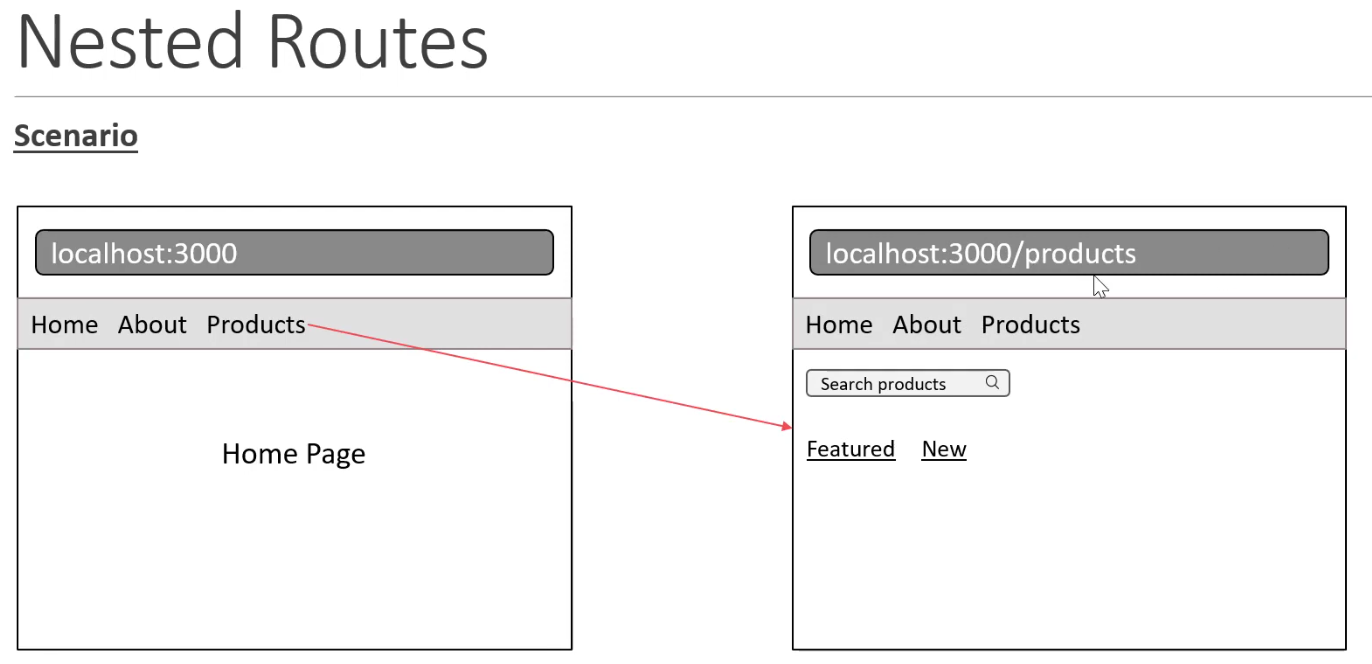 Nested Routes
Scenario
localhost:3000
Home About Products
Home Page
localhost:3000/products
Home About Products
Search products
Featured New